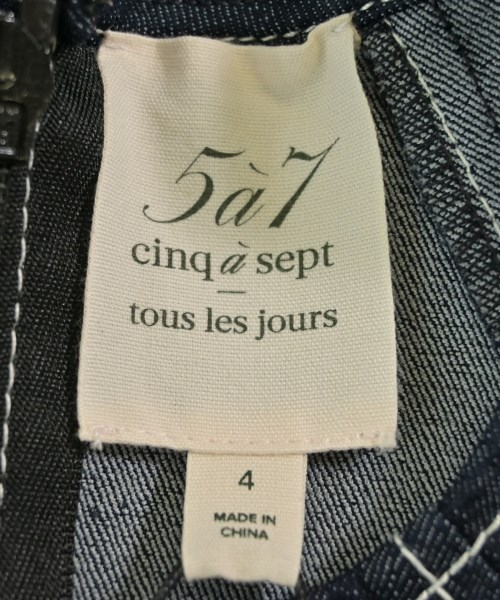 5à7
cinq à sept
tous les jours
4
MADE IN
CHINA